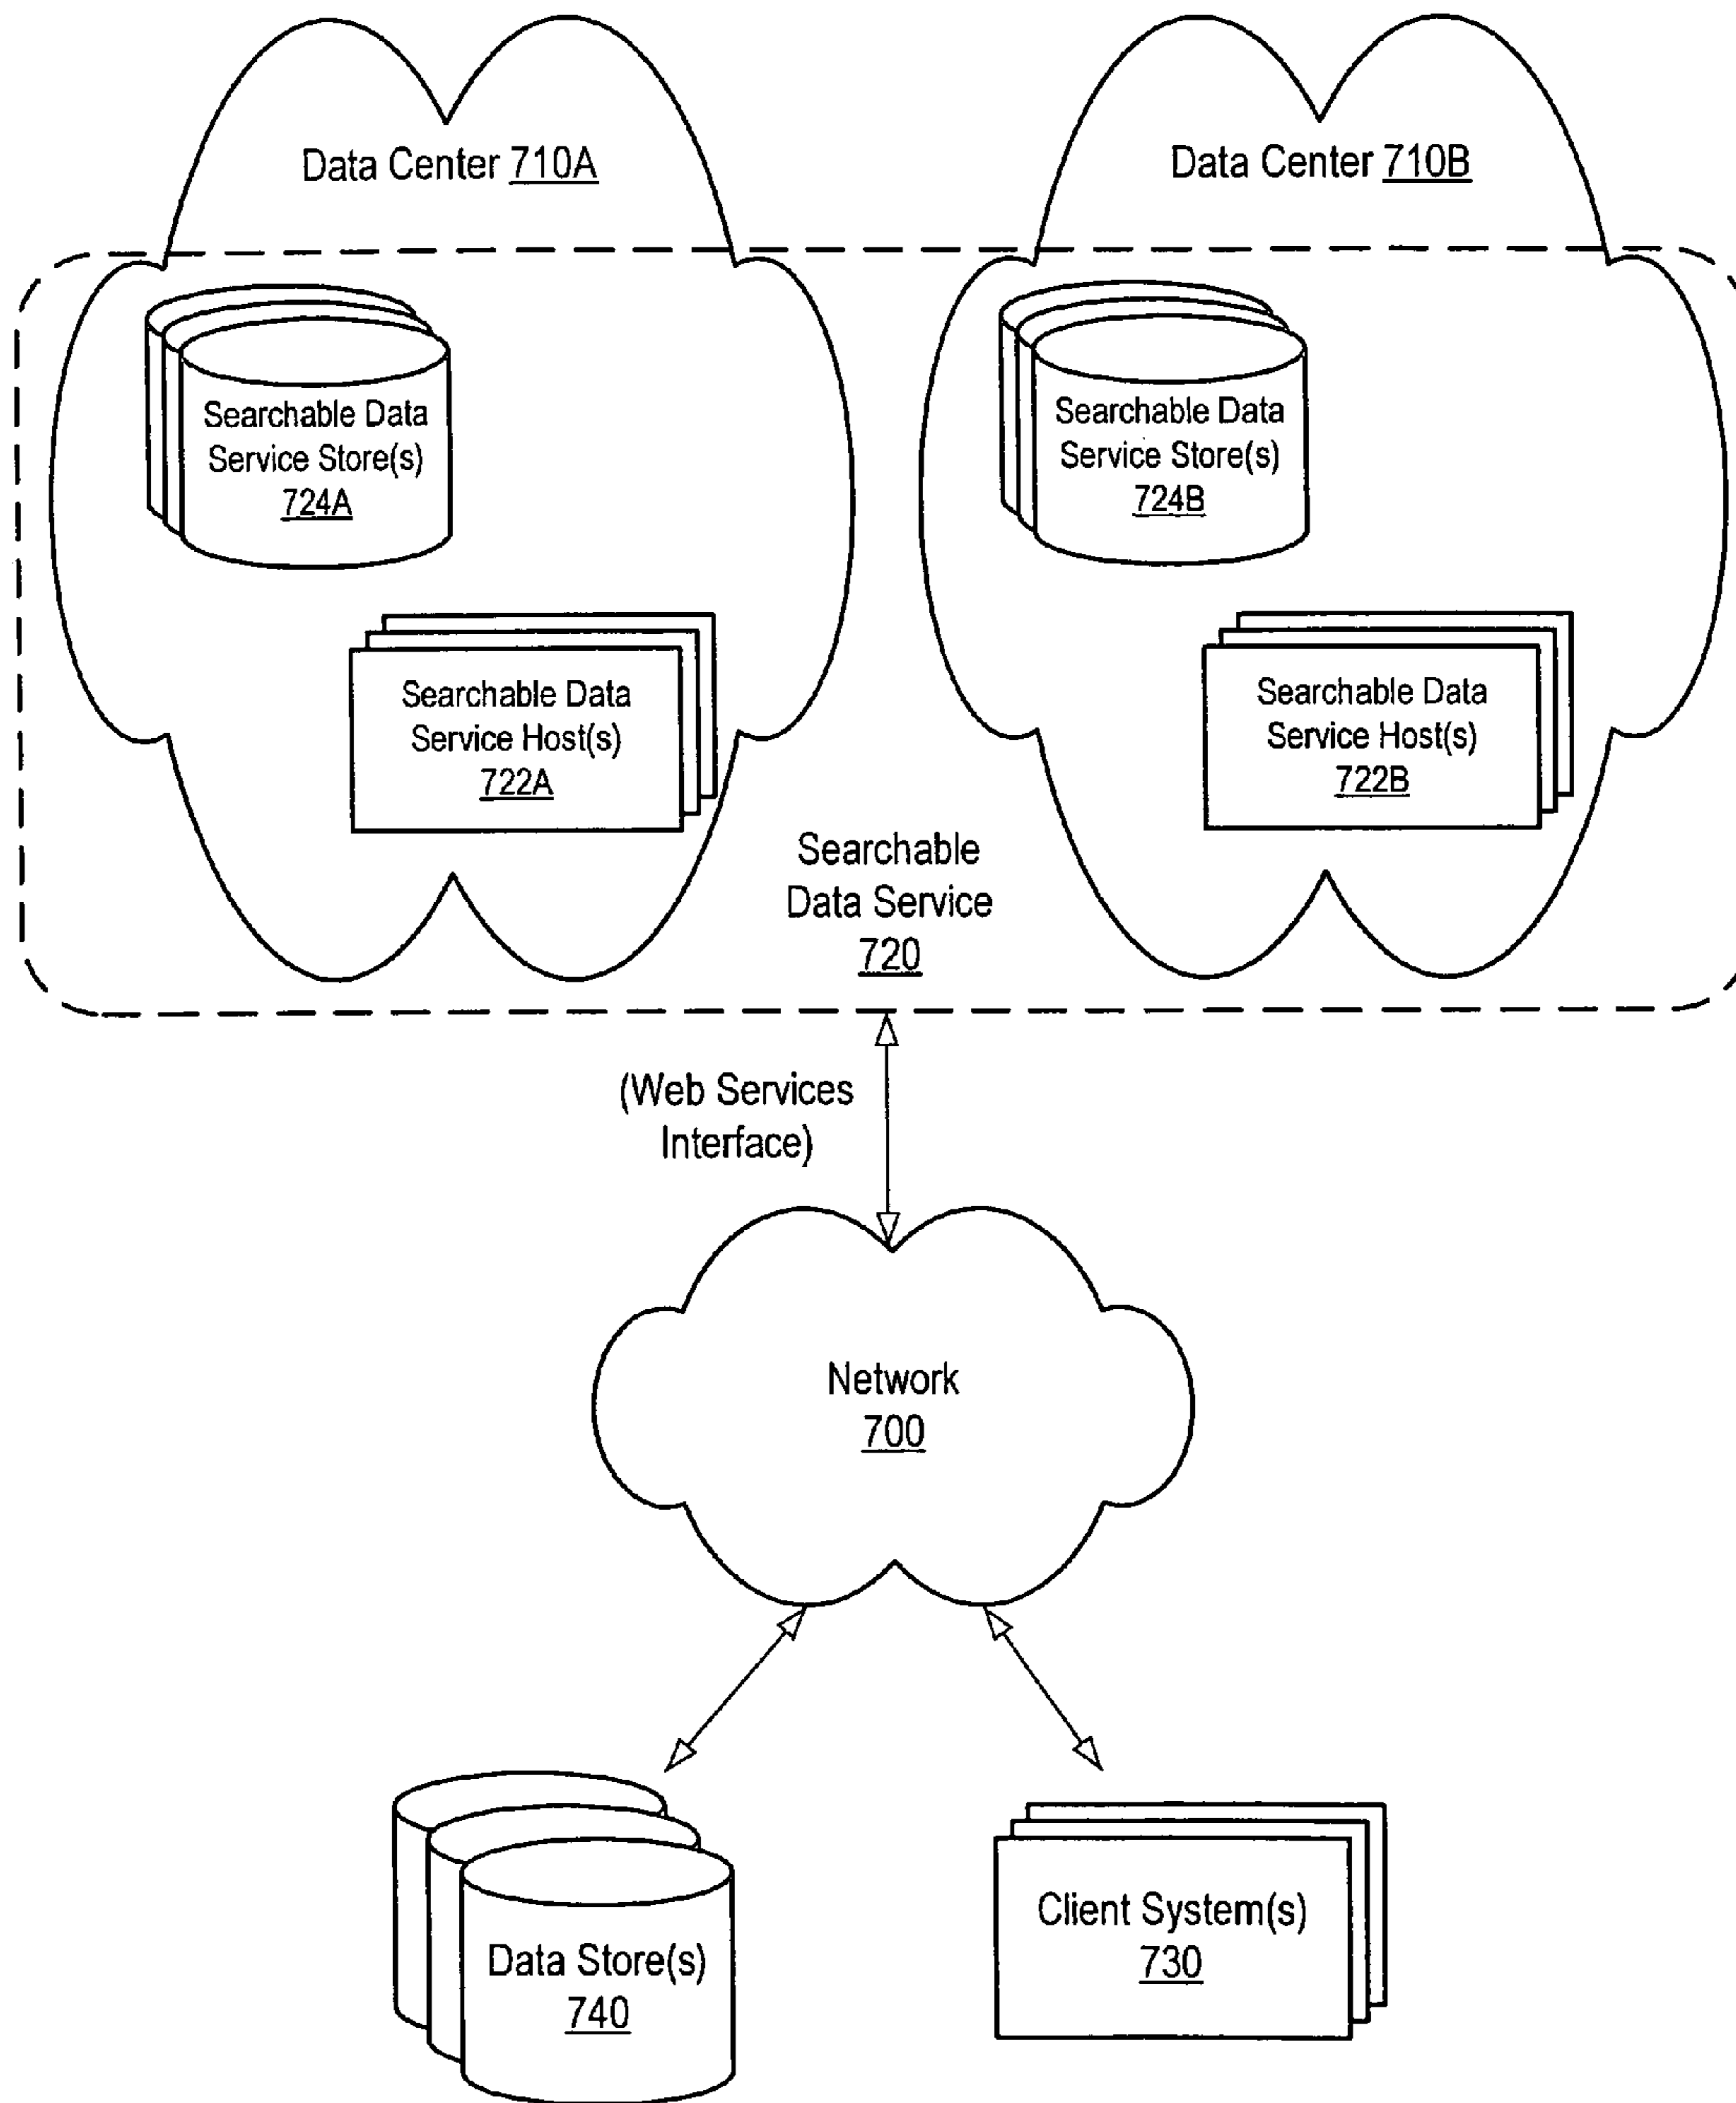 Data Center 710A
Data Center 710B
Searchable Data
Service Store(s)
724A
Searchable Data
Service Store(s)
724B
Searchable Data
Service Host(s)
722A
Searchable Data
Service Host(s)
722B
Searchable
Data Service
720
(Web Services
Interface)
Network
700
Data Store(s)
740
Client System(s)
730